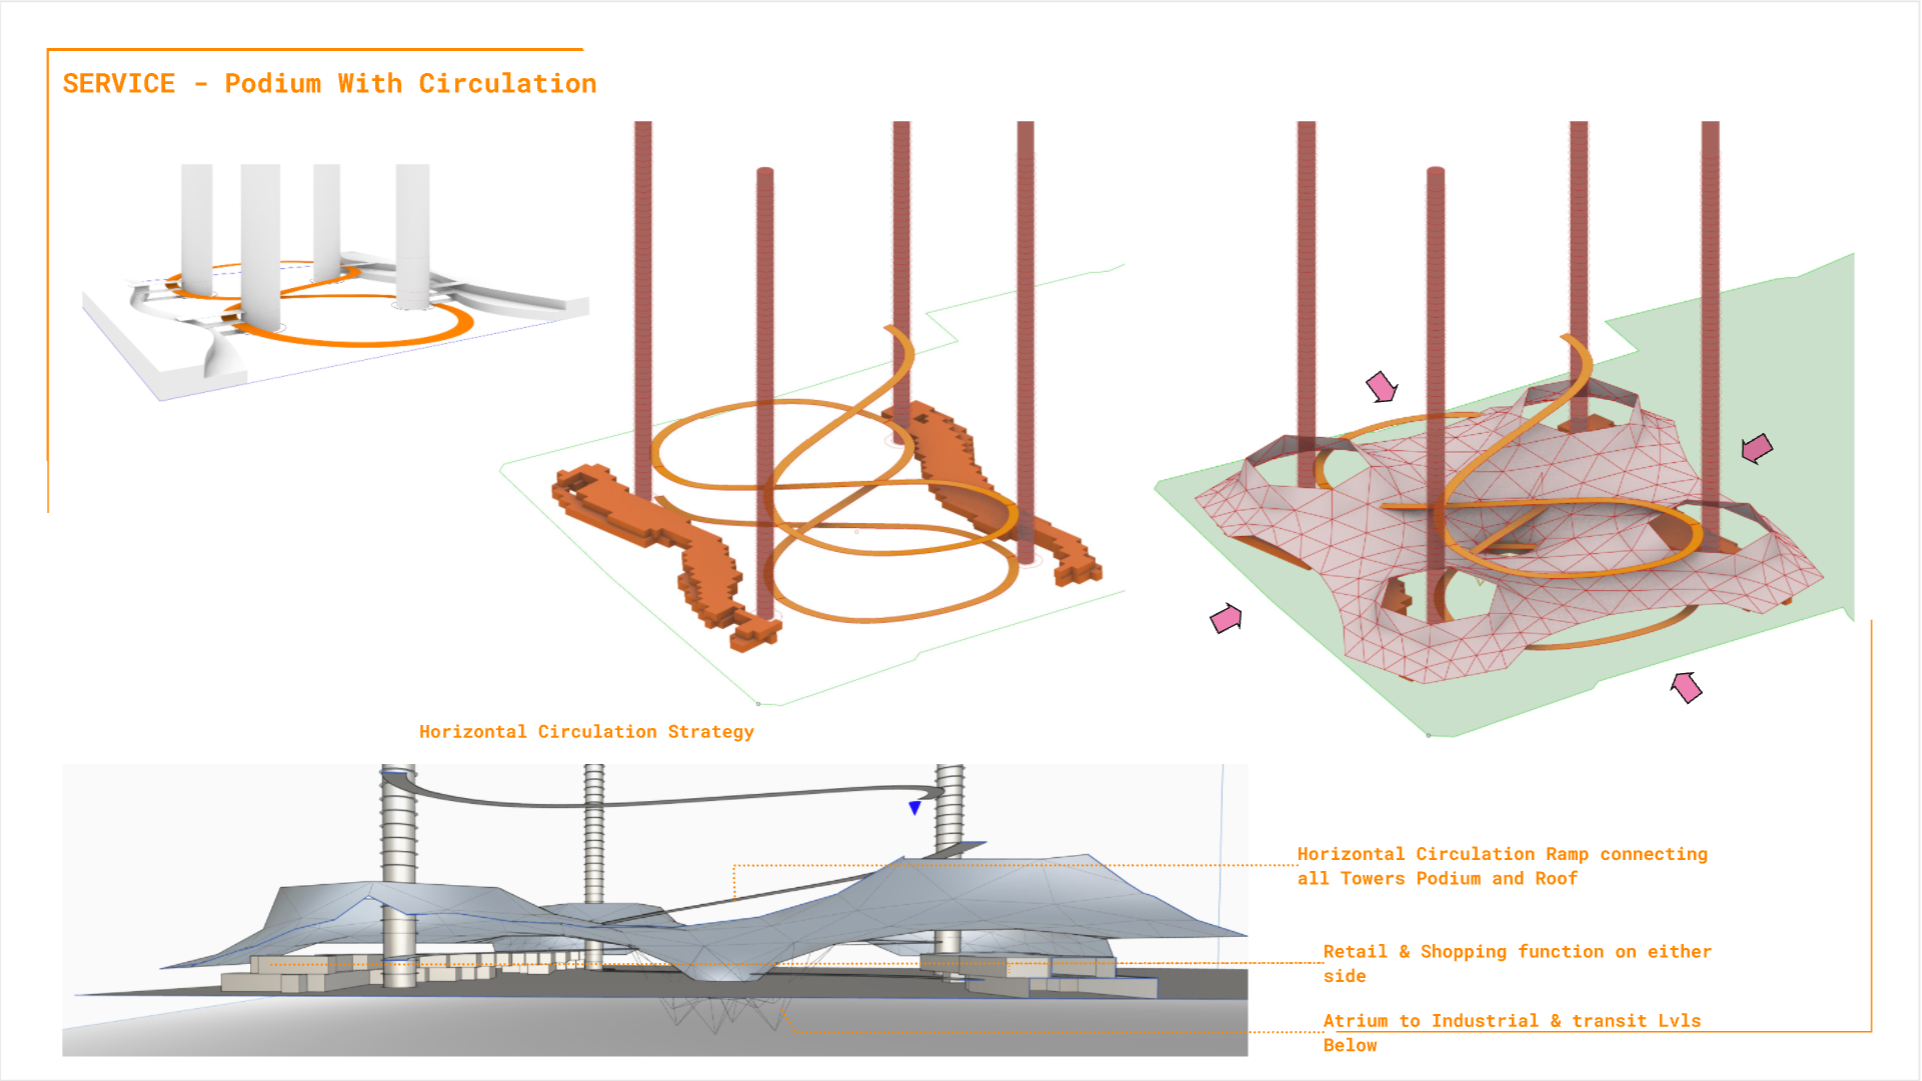 SERVICE - Podium With Circulation
Horizontal Circulation Strategy
Horizontal Circulation Ramp connecting
all Towers Podium and Roof
Retail & Shopping function on either
side
Atrium to Industrial & transit Lvls
Below